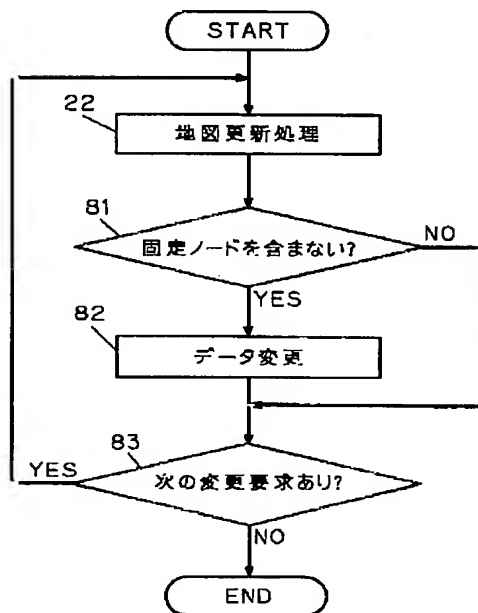 START
22
地図更新処理
81
固定ノードを含まない?
NO
YES
82
データ変更
83
YES
次の変更要求あり?
NO
END